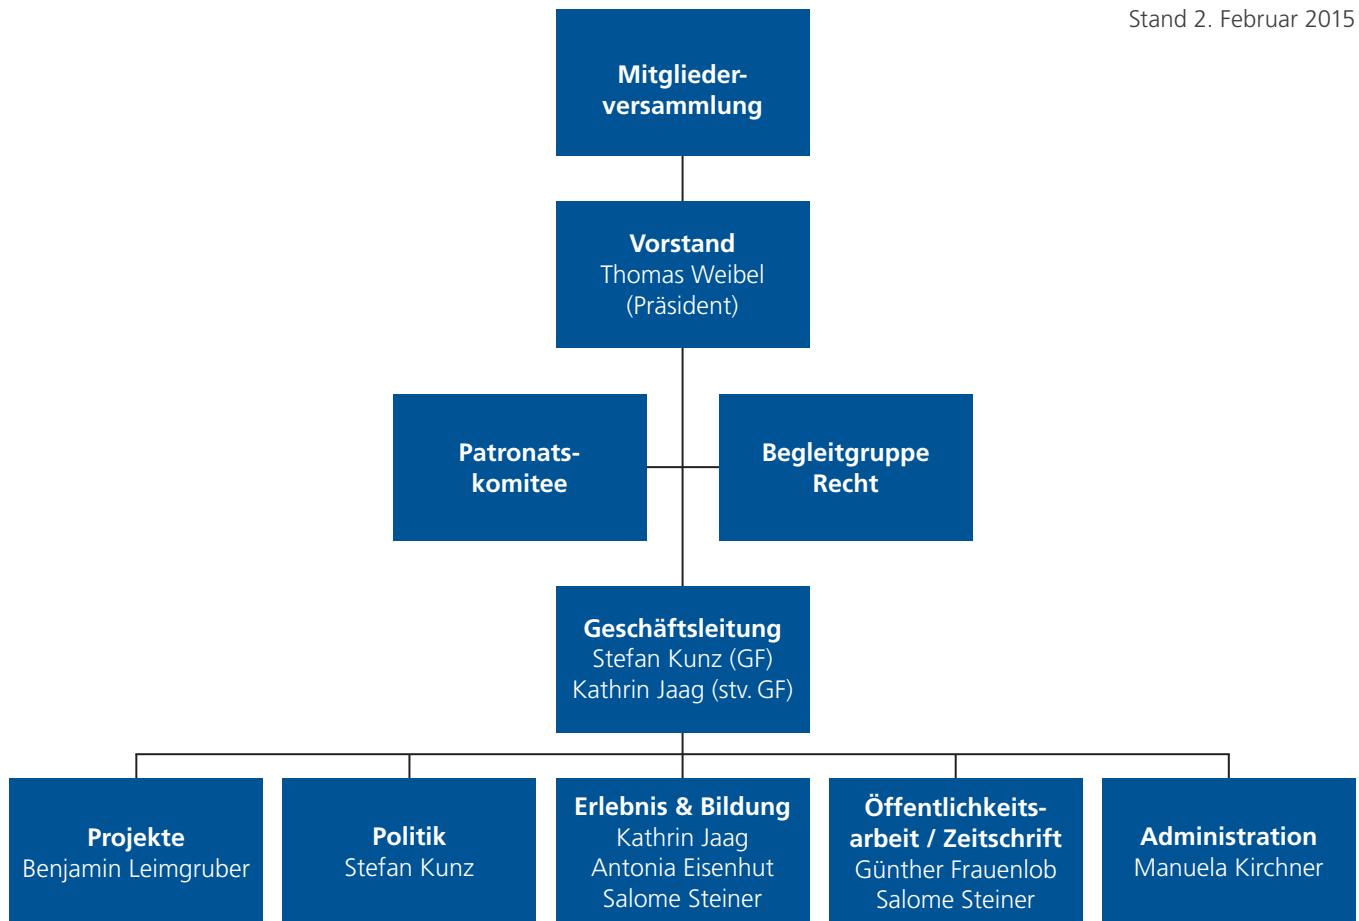 Stand 2. Februar 2015
Mitglieder-
versammlung
Vorstand
Thomas Weibel
(Präsident)
Patronats-
komitee
Begleitgruppe
Recht
Geschäftsleitung
Stefan Kunz (GF)
Kathrin Jaag (stv. GF)
Projekte
Benjamin Leimgruber
Politik
Stefan Kunz
Erlebnis & Bildung
Kathrin Jaag
Antonia Eisenhut
Salome Steiner
Öffentlichkeits-
arbeit / Zeitschrift
Günther Frauenlob
Salome Steiner
Administration
Manuela Kirchner